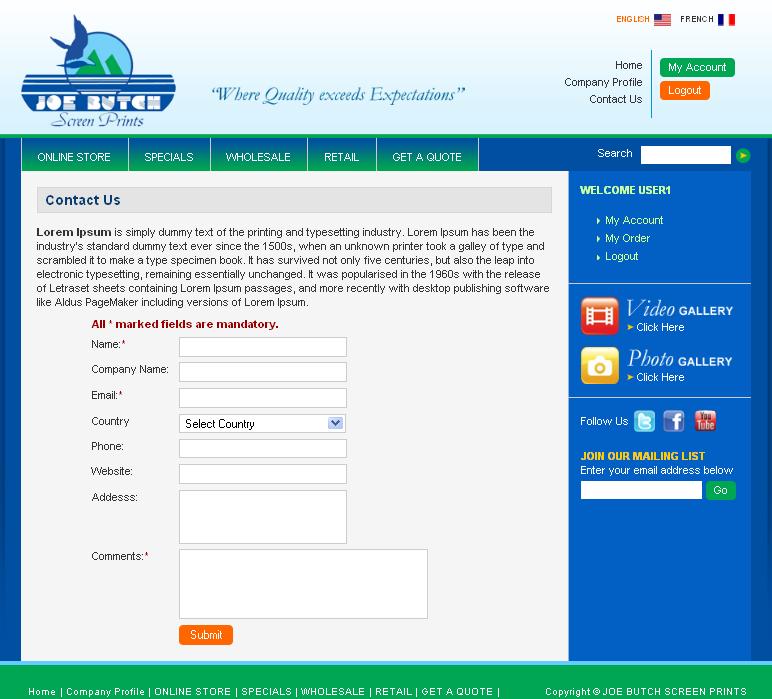 ENGLISH FRENCH
Home
Company Profile
Contact Us
My Account
Logout
JOE BUTCH
Screen Prints
"Where Quality exceeds Expectations"
ONLINE STORE SPECIALS WHOLESALE RETAIL GET A QUOTE
Search
Contact Us
Lorem Ipsum is simply dummy text of the printing and typesetting industry. Lorem Ipsum has been the
industry's standard dummy text ever since the 1500s, when an unknown printer took a galley of type and
scrambled it to make a type specimen book. It has survived not only five centuries, but also the leap into
electronic typesetting, remaining essentially unchanged. It was popularised in the 1960s with the release
of Letraset sheets containing Lorem Ipsum passages, and more recently with desktop publishing software
like Aldus PageMaker including versions of Lorem Ipsum.
All * marked fields are mandatory.
Name:*
Company Name:
Email:*
Country Select Country
Phone:
Website:
Addesss:
Comments:*
Submit
WELCOME USER1
My Account
My Order
Logout
Video GALLERY
Click Here
Photo GALLERY
Click Here
Follow Us t f You Tube
JOIN OUR MAILING LIST
Enter your email address below
Go
Home | Company Profile | ONLINE STORE | SPECIALS | WHOLESALE | RETAIL | GET A QUOTE |
Copyright © JOE BUTCH SCREEN PRINTS